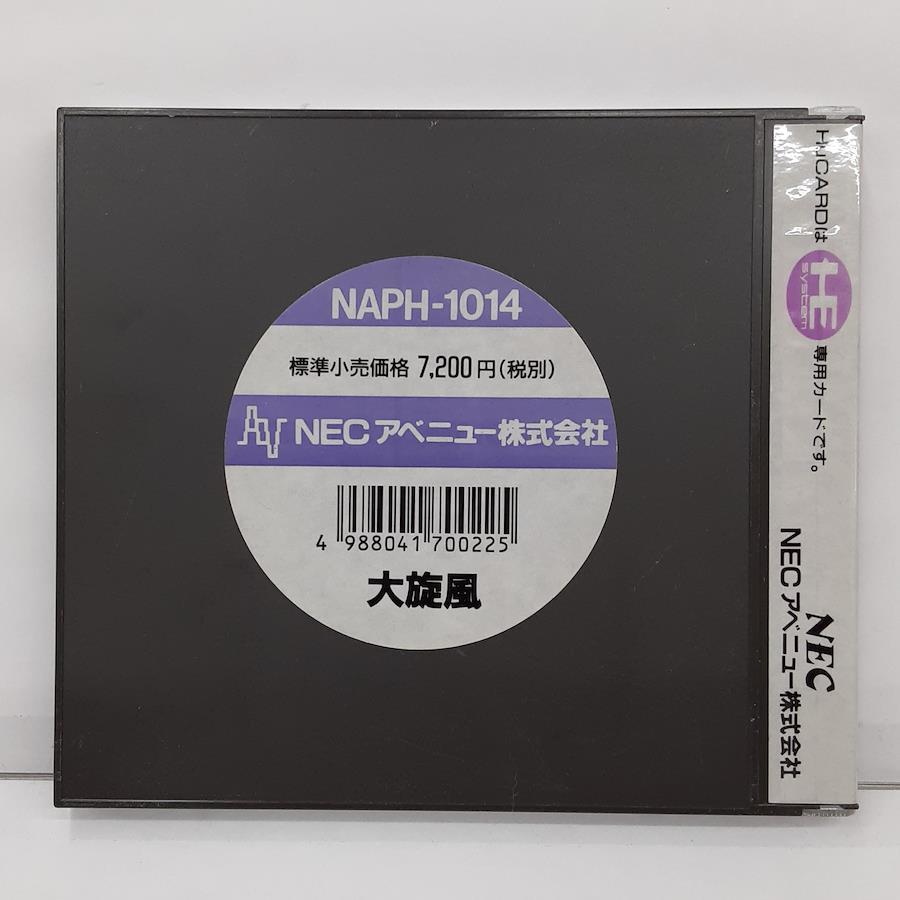 NAPH-1014
標準小売価格 7,200円(税別)
NECアベニュー株式会社
4 988041 700225
大旋風
HuCARDは
HE
system
専用カードです。
NEC
NECアベニュー株式会社